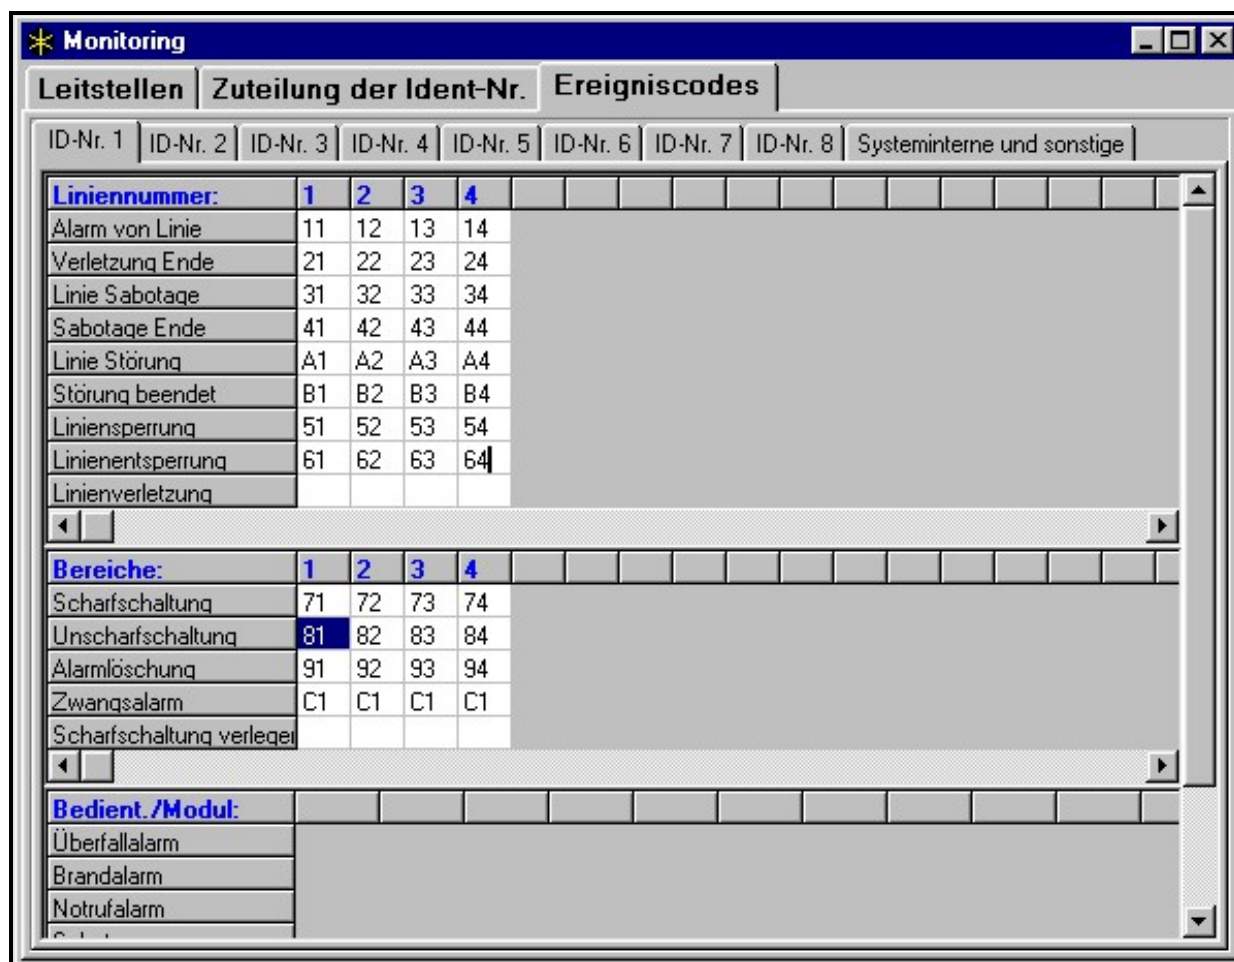 Monitoring
Leitstellen Zuteilung der Ident-Nr. Ereigniscodes
ID-Nr. 1 ID-Nr. 2 ID-Nr. 3 ID-Nr. 4 ID-Nr. 5 ID-Nr. 6 ID-Nr. 7 ID-Nr. 8 Systeminterne und sonstige
Liniennummer: 1 2 3 4
Alarm von Linie 11 12 13 14
Verletzung Ende 21 22 23 24
Linie Sabotage 31 32 33 34
Sabotage Ende 41 42 43 44
Linie Störung A1 A2 A3 A4
Störung beendet B1 B2 B3 B4
Liniensperrung 51 52 53 54
Linienentsperrung 61 62 63 64
Linienverletzung
Bereiche: 1 2 3 4
Scharfschaltung 71 72 73 74
Unscharfschaltung 81 82 83 84
Alarmlöschung 91 92 93 94
Zwangsalarm C1 C1 C1 C1
Scharfschaltung verleger
Bedient./Modul:
Überfallalarm
Brandalarm
Notrufalarm